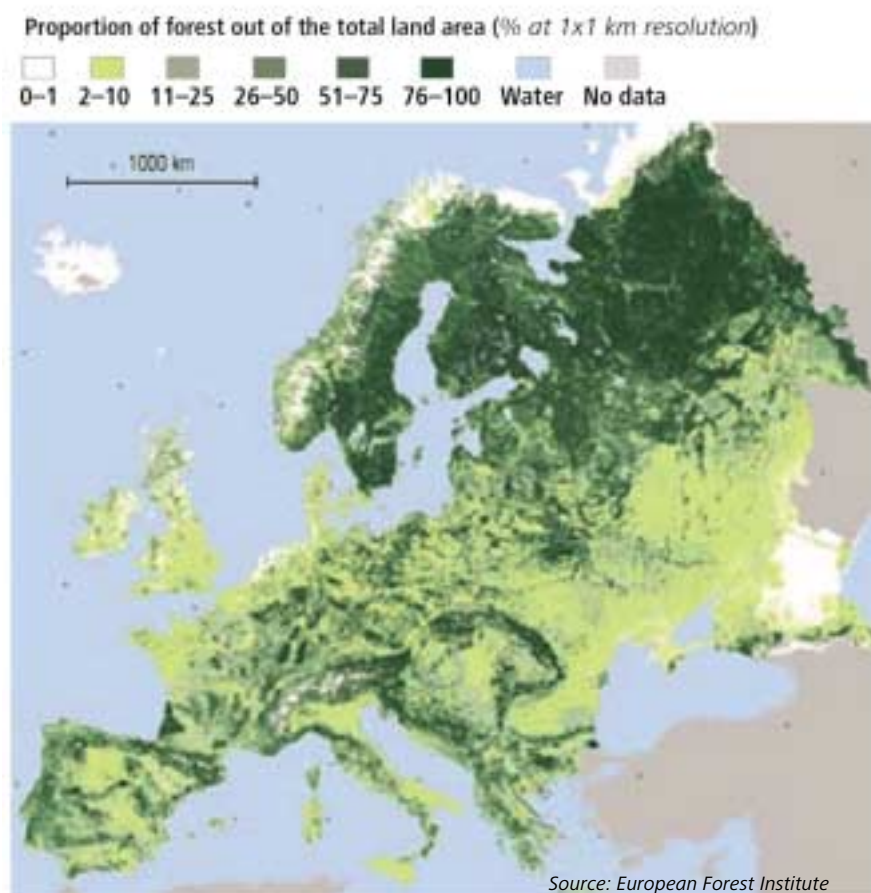 Proportion of forest out of the total land area (% at 1x1 km resolution)
0–1 2–10 11–25 26–50 51–75 76–100 Water No data
1000 km
Source: European Forest Institute